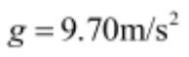 g = 9.70m/s²